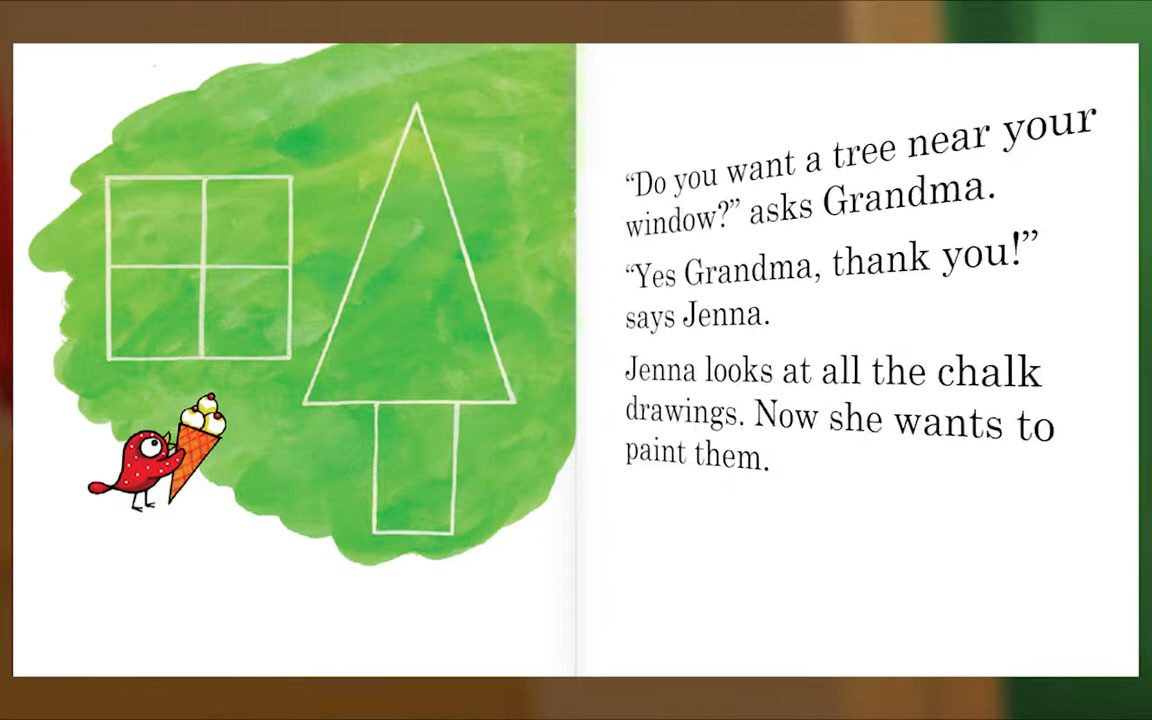 “Do you want a tree near your
window?” asks Grandma.
“Yes Grandma, thank you!”
says Jenna.
Jenna looks at all the chalk
drawings. Now she wants to
paint them.